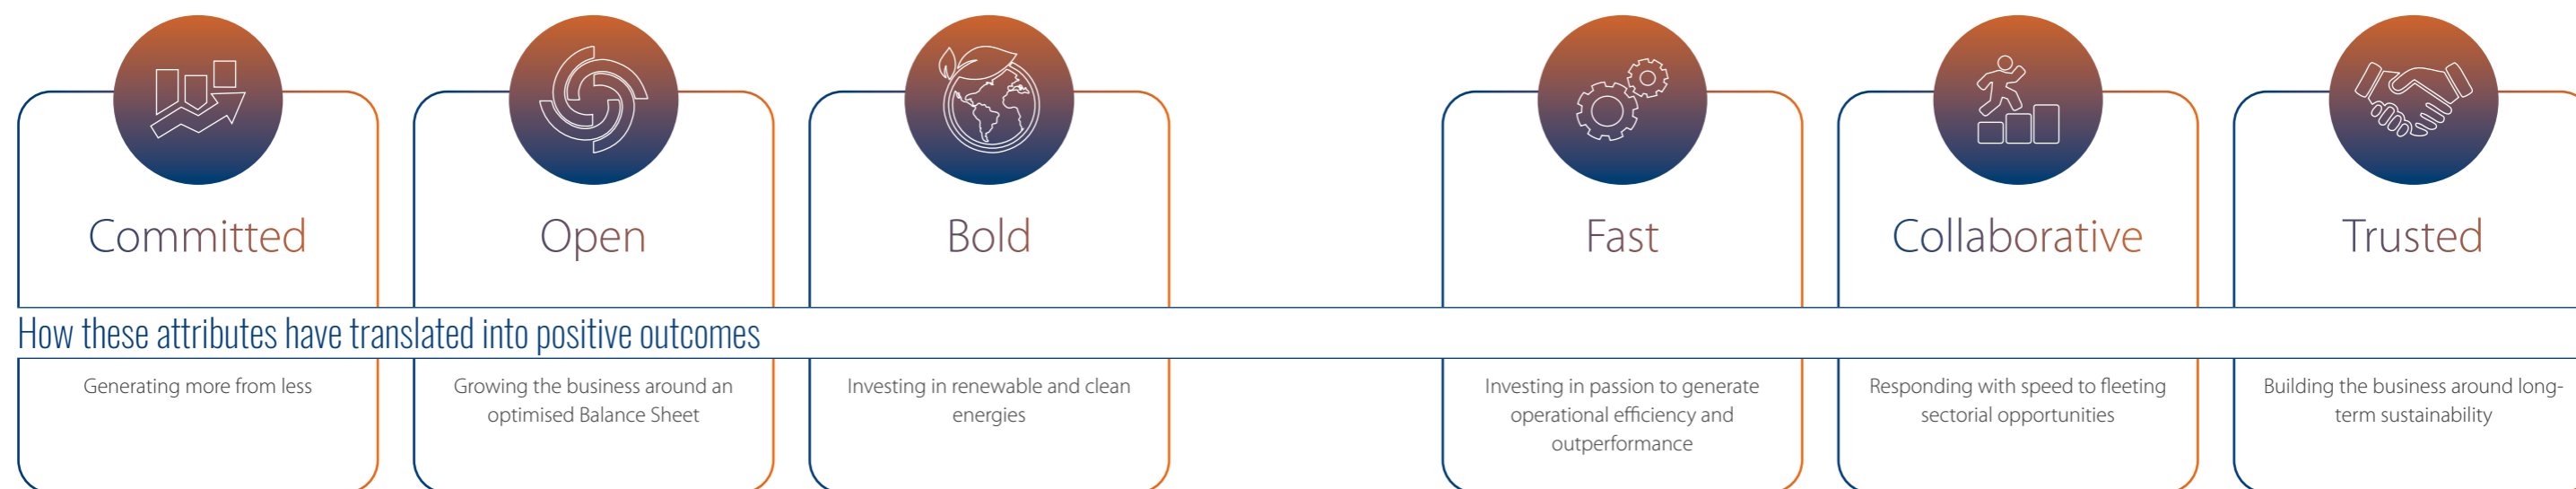 Committed
Open
Bold
Fast
Collaborative
Trusted
How these attributes have translated into positive outcomes
Generating more from less
Growing the business around an
optimised Balance Sheet
Investing in renewable and clean
energies
Investing in passion to generate
operational efficiency and
outperformance
Responding with speed to fleeting
sectorial opportunities
Building the business around long-
term sustainability